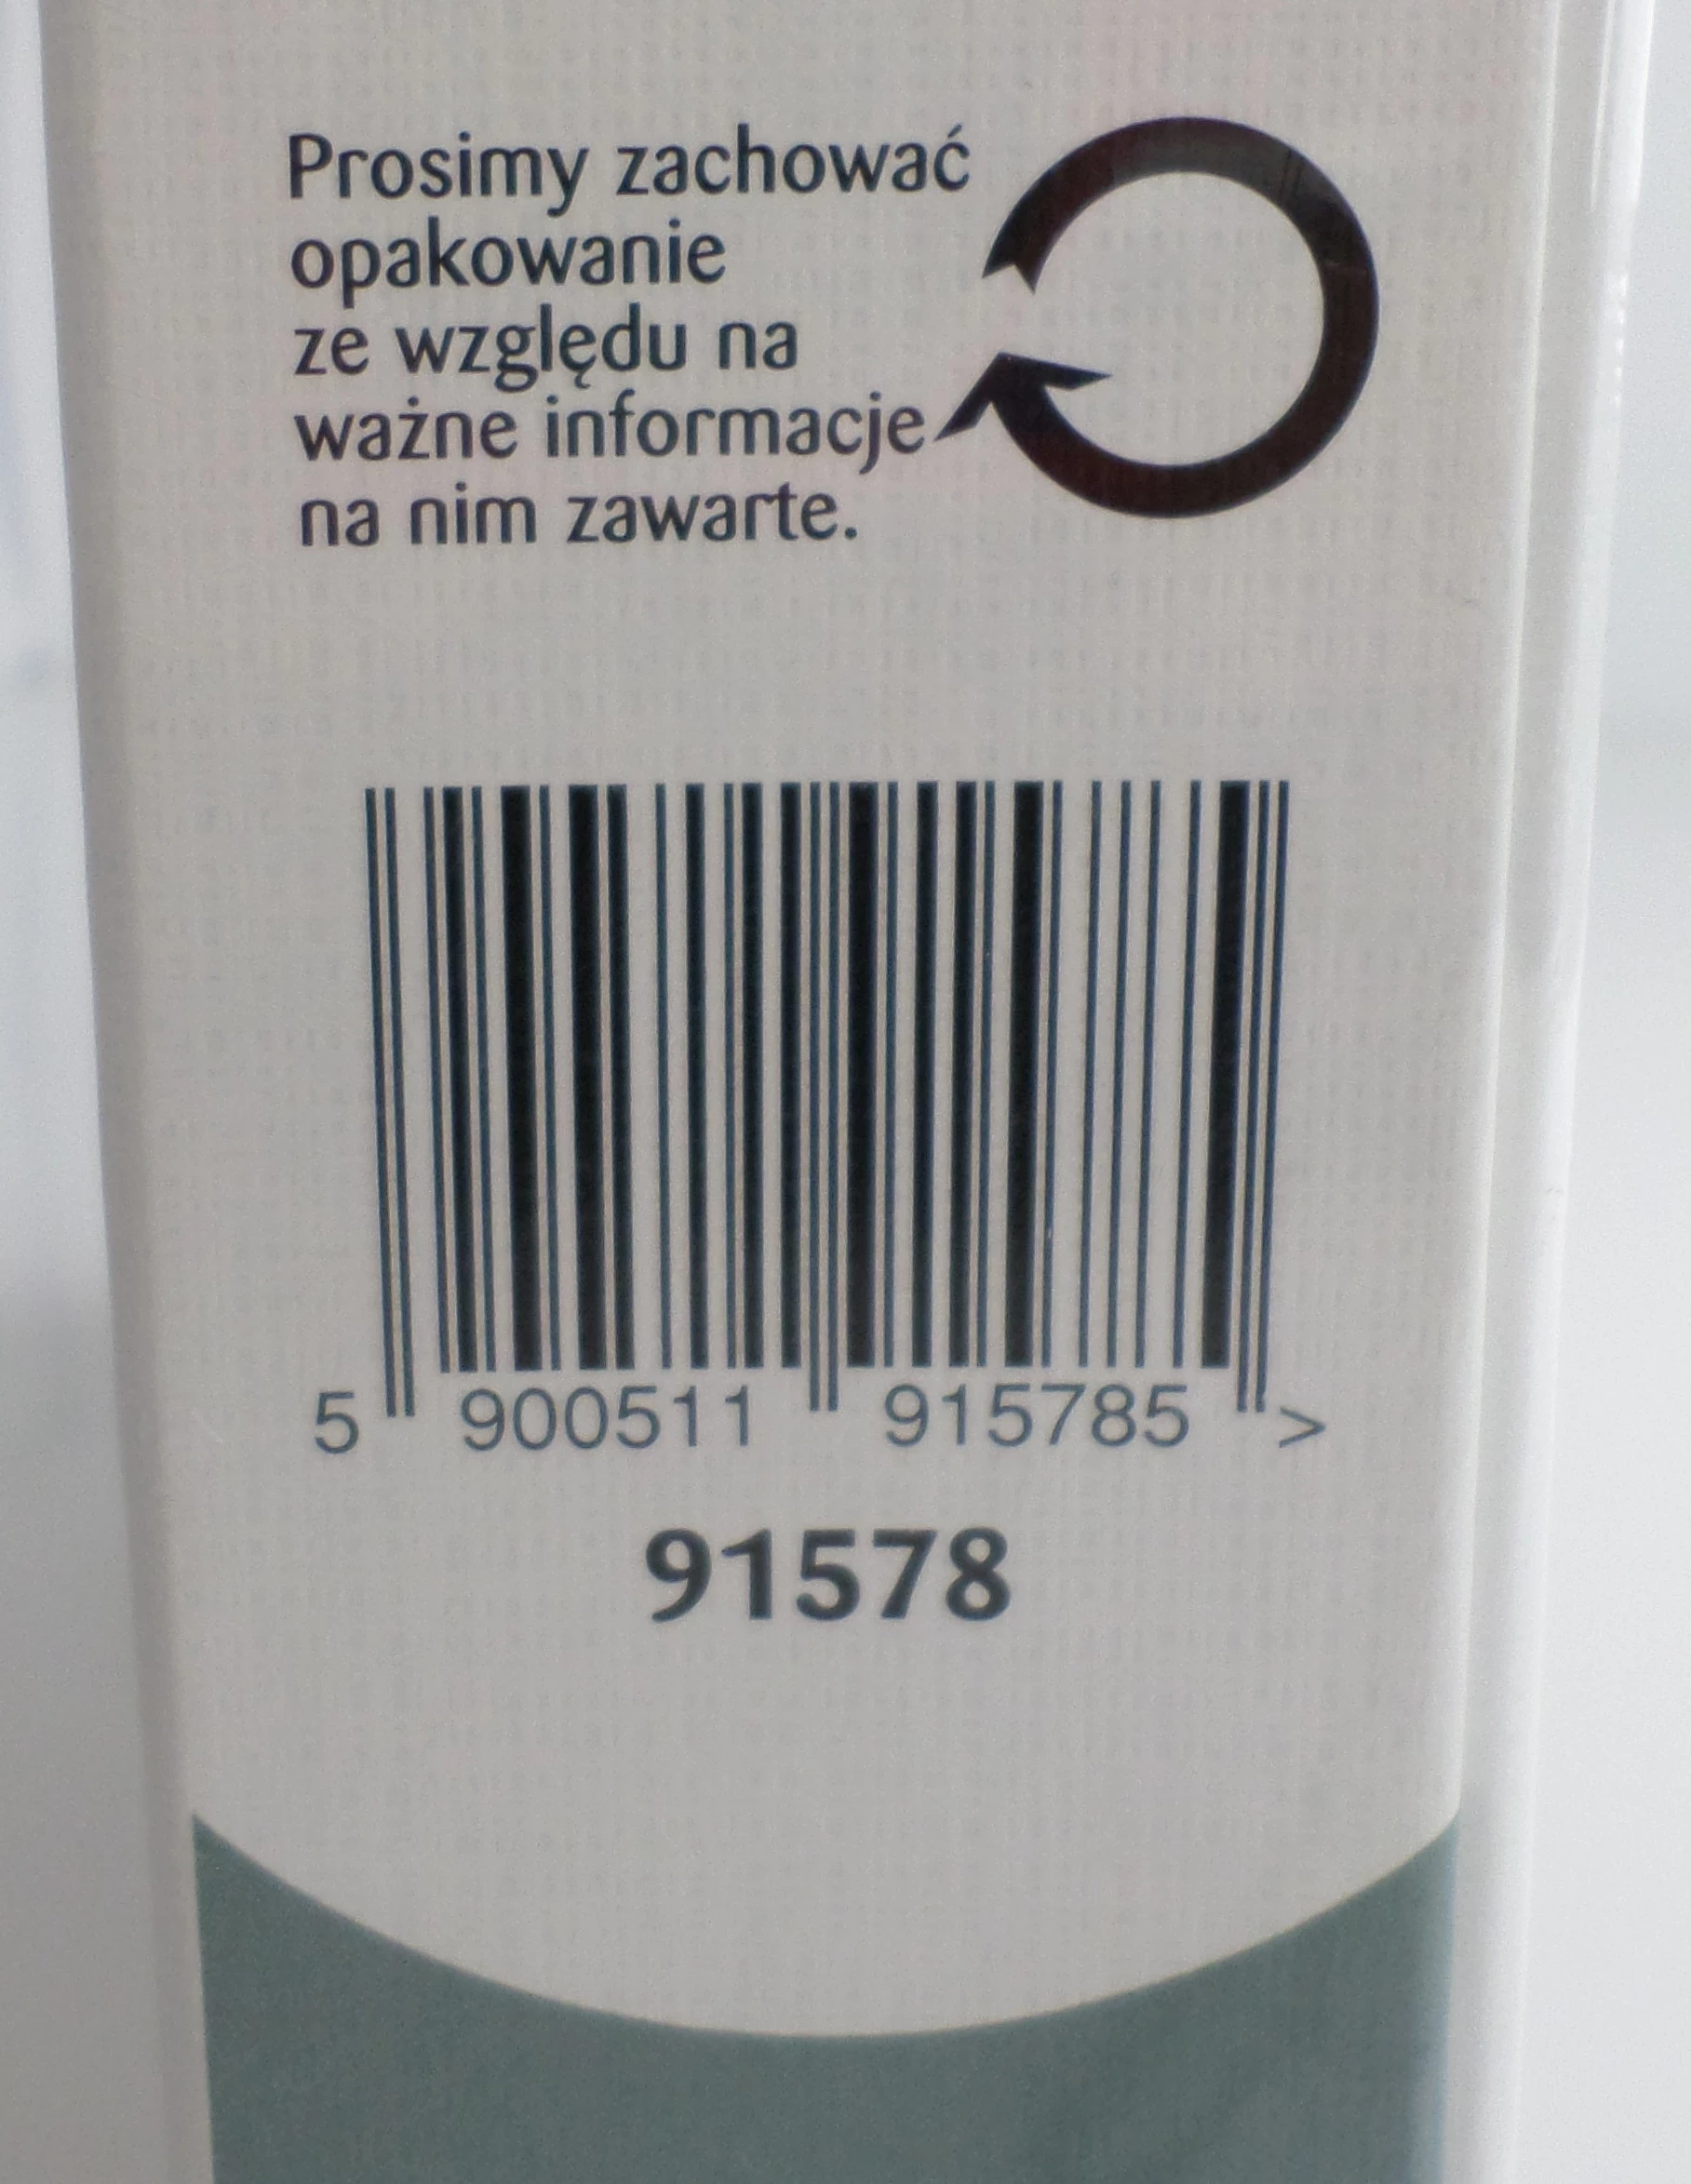 Prosimy zachować
opakowanie
ze względu na
ważne informacje
na nim zawarte.
5 900511 915785 >
91578